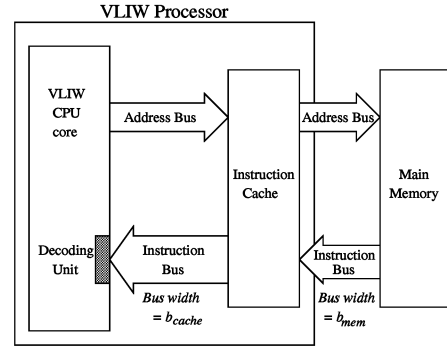 VLIW Processor
VLIW
CPU
core
Address Bus
Address Bus
Instruction
Cache
Main
Memory
Decoding
Unit
Instruction
Bus
Instruction
Bus
Bus width
= b_cache
Bus width
= b_mem